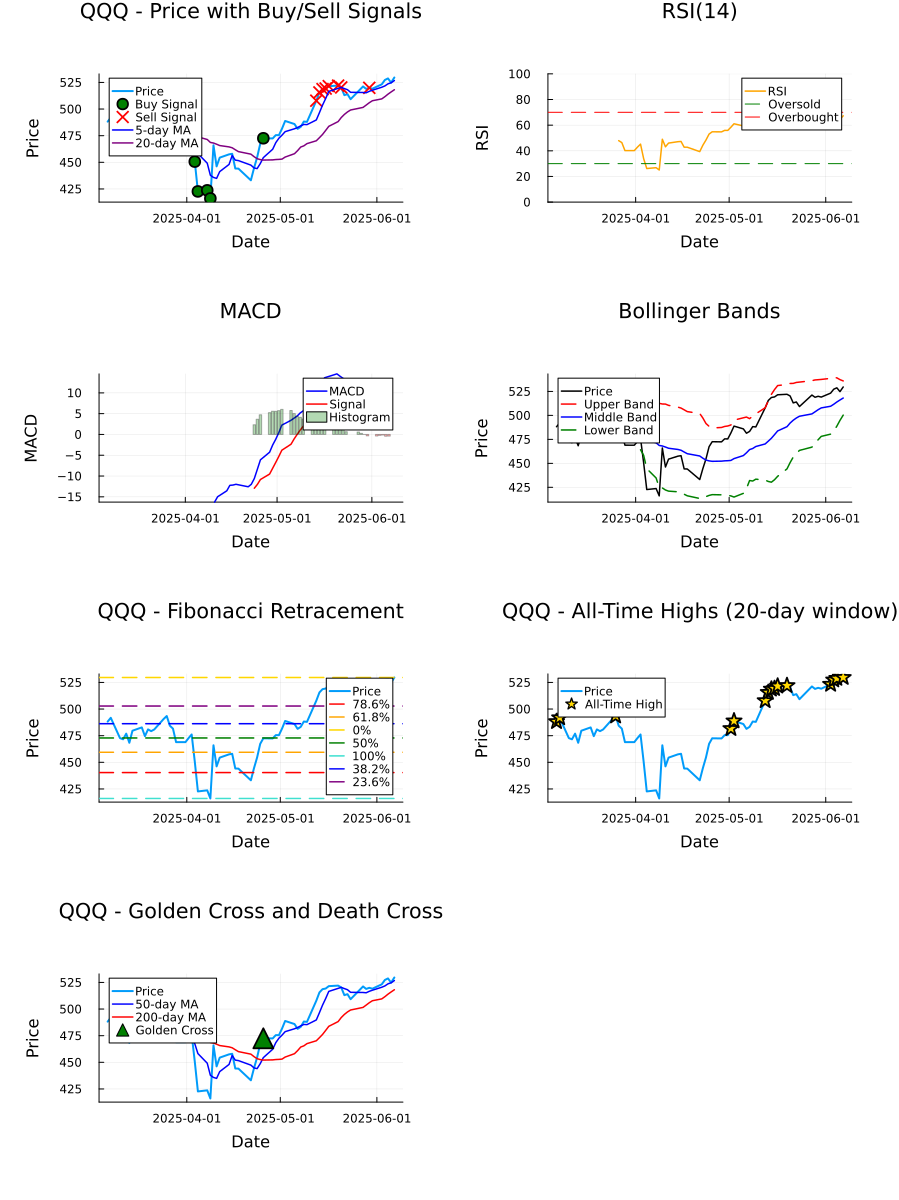 QQQ - Price with Buy/Sell Signals
Price
525
500
475
450
425
Price
Buy Signal
Sell Signal
5-day MA
20-day MA
2025-04-01
2025-05-01
2025-06-01
Date
RSI(14)
RSI
100
80
60
40
20
0
RSI
Oversold
Overbought
2025-04-01
2025-05-01
2025-06-01
Date
MACD
MACD
10
5
0
−5
−10
−15
MACD
Signal
Histogram
2025-04-01
2025-05-01
2025-06-01
Date
Bollinger Bands
Price
525
500
475
450
425
Price
Upper Band
Middle Band
Lower Band
2025-04-01
2025-05-01
2025-06-01
Date
QQQ - Fibonacci Retracement
Price
525
500
475
450
425
Price
78.6%
61.8%
0%
50%
100%
38.2%
23.6%
2025-04-01
2025-05-01
2025-06-01
Date
QQQ - All-Time Highs (20-day window)
Price
525
500
475
450
425
Price
All-Time High
2025-04-01
2025-05-01
2025-06-01
Date
QQQ - Golden Cross and Death Cross
Price
525
500
475
450
425
Price
50-day MA
200-day MA
Golden Cross
2025-04-01
2025-05-01
2025-06-01
Date